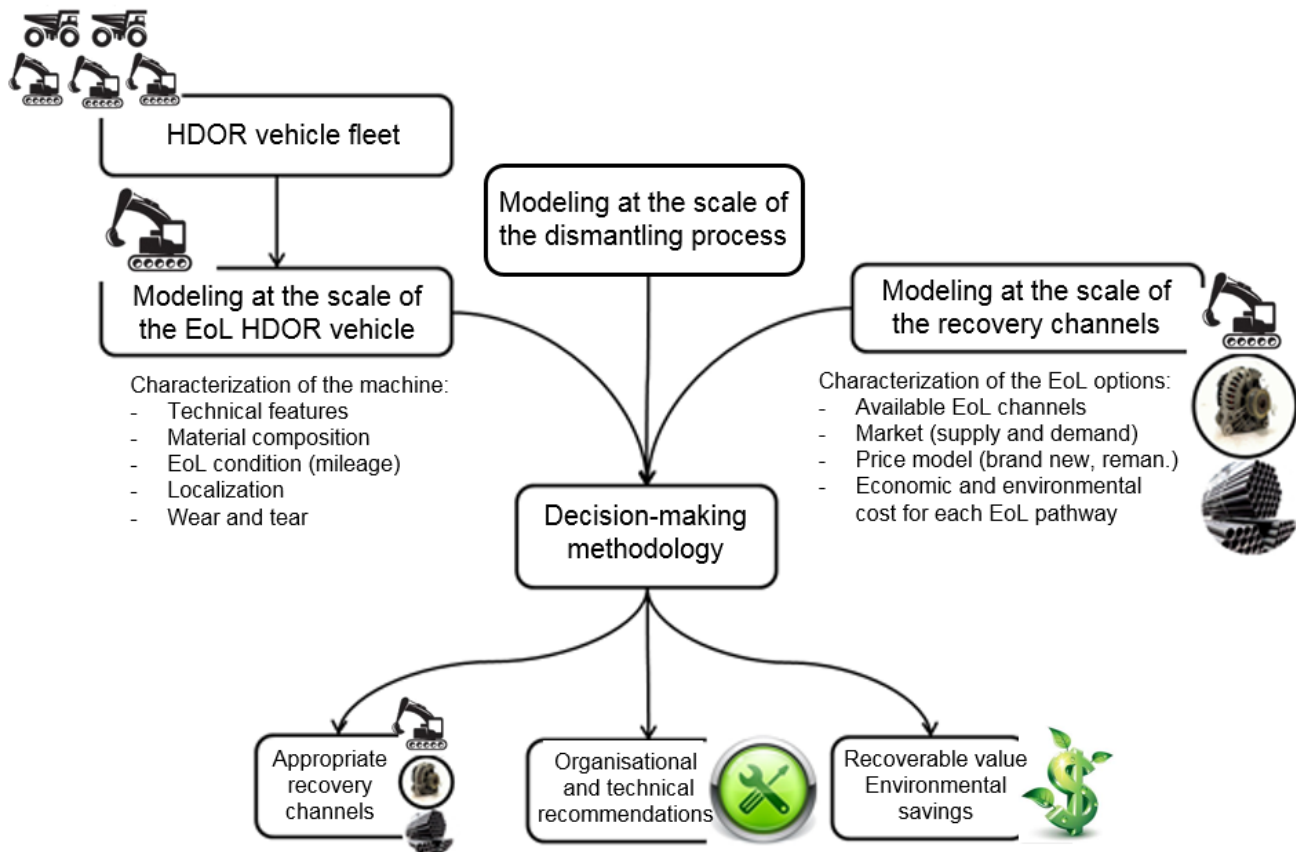 HDOR vehicle fleet
Modeling at the scale of
the dismantling process
Modeling at the scale of
the EoL HDOR vehicle
Modeling at the scale of
the recovery channels
Characterization of the machine:
- Technical features
- Material composition
- EoL condition (mileage)
- Localization
- Wear and tear
Characterization of the EoL options:
- Available EoL channels
- Market (supply and demand)
- Price model (brand new, reman.)
- Economic and environmental
cost for each EoL pathway
Decision-making
methodology
Appropriate
recovery
channels
Organisational
and technical
recommendations
Recoverable value
Environmental
savings
$